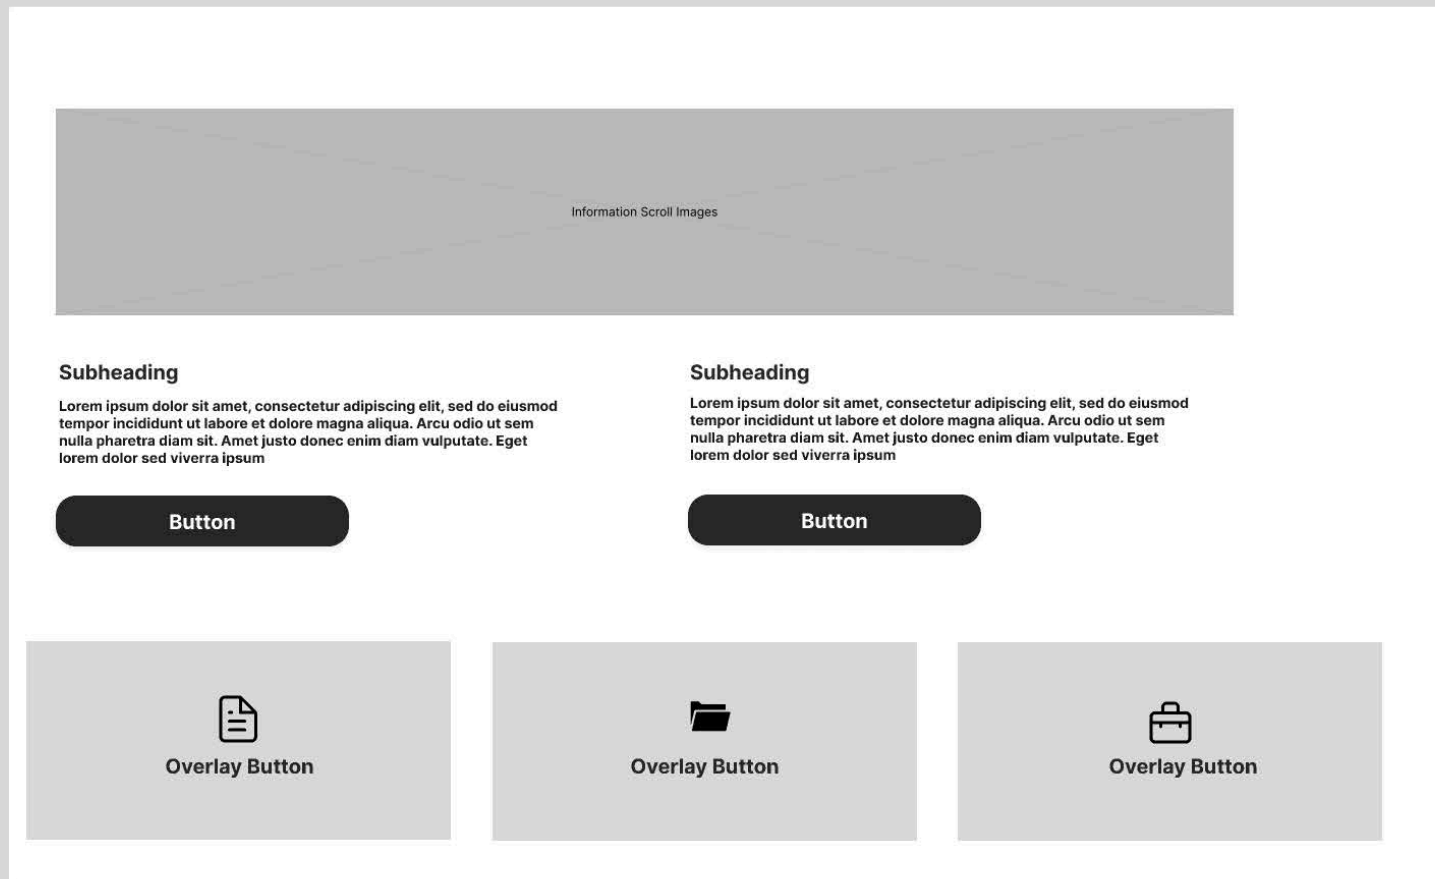 Information Scroll Images
Subheading
Lorem ipsum dolor sit amet, consectetur adipiscing elit, sed do eiusmod
tempor incididunt ut labore et dolore magna aliqua. Arcu odio ut sem
nulla pharetra diam sit. Amet justo donec enim diam vulputate. Eget
lorem dolor sed viverra ipsum
Button
Subheading
Lorem ipsum dolor sit amet, consectetur adipiscing elit, sed do eiusmod
tempor incididunt ut labore et dolore magna aliqua. Arcu odio ut sem
nulla pharetra diam sit. Amet justo donec enim diam vulputate. Eget
lorem dolor sed viverra ipsum
Button
Overlay Button
Overlay Button
Overlay Button